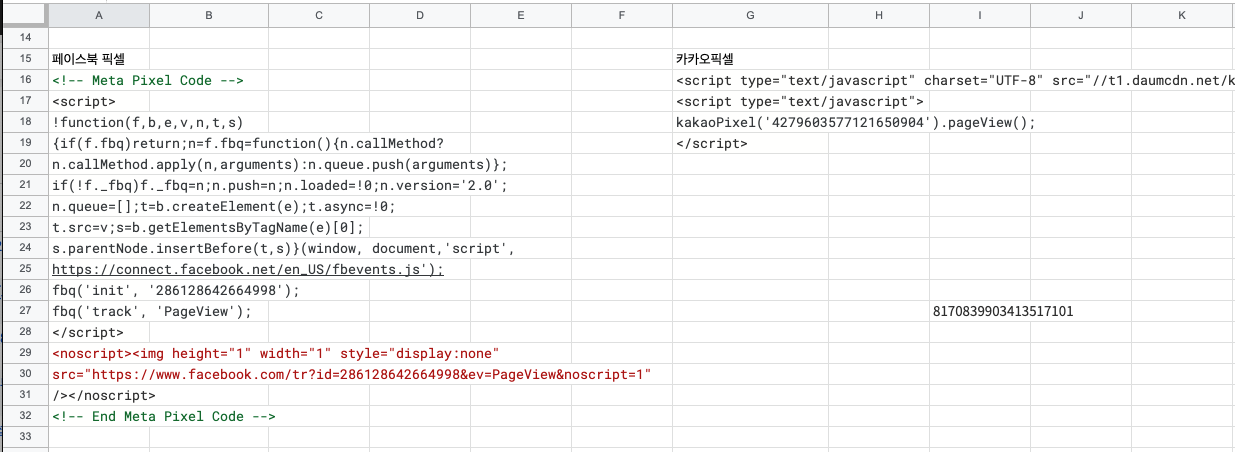 A B C D E F G H I J K
14
15 페이스북 픽셀 카카오픽셀
16 <!-- Meta Pixel Code --> <script type="text/javascript" charset="UTF-8" src="//t1.daumcdn.net/k
17 <script> <script type="text/javascript">
18 !function(f,b,e,v,n,t,s) kakaoPixel('4279603577121650904').pageView();
19 {if(f.fbq)return;n=f.fbq=function(){n.callMethod? </script>
20 n.callMethod.apply(n,arguments):n.queue.push(arguments)};
21 if(!f._fbq)f._fbq=n;n.push=n;n.loaded=!0;n.version='2.0';
22 n.queue=[];t=b.createElement(e);t.async=!0;
23 t.src=v;s=b.getElementsByTagName(e)[0];
24 s.parentNode.insertBefore(t,s)}(window, document,'script',
25 https://connect.facebook.net/en_US/fbevents.js');
26 fbq('init', '286128642664998');
27 fbq('track', 'PageView'); 8170839903413517101
28 </script>
29 <noscript><img height="1" width="1" style="display:none"
30 src="https://www.facebook.com/tr?id=286128642664998&ev=PageView&noscript=1"
31 /></noscript>
32 <!-- End Meta Pixel Code -->
33